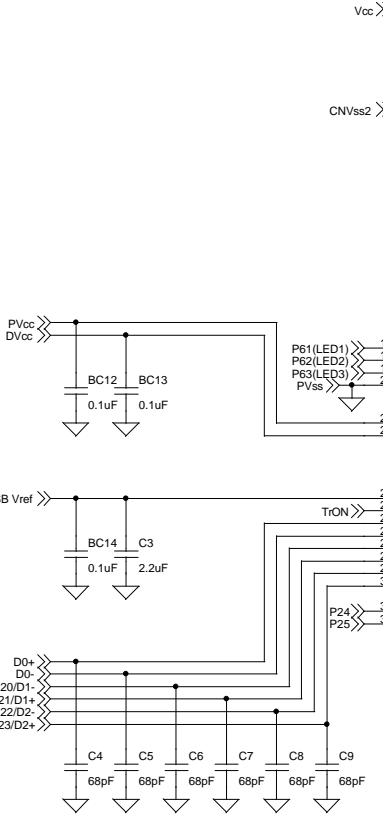 Vcc
CNVss2
PVcc
DVcc
P61(LED1)
P62(LED2)
P63(LED3)
PVss
BC12 BC13
0.1uF 0.1uF
Vref
TrON
BC14 C3
0.1uF 2.2uF
P24
P25
D0+
D0-
20/D1-
21/D1+
22/D2-
23/D2+
C4 C5 C6 C7 C8 C9
68pF 68pF 68pF 68pF 68pF 68pF